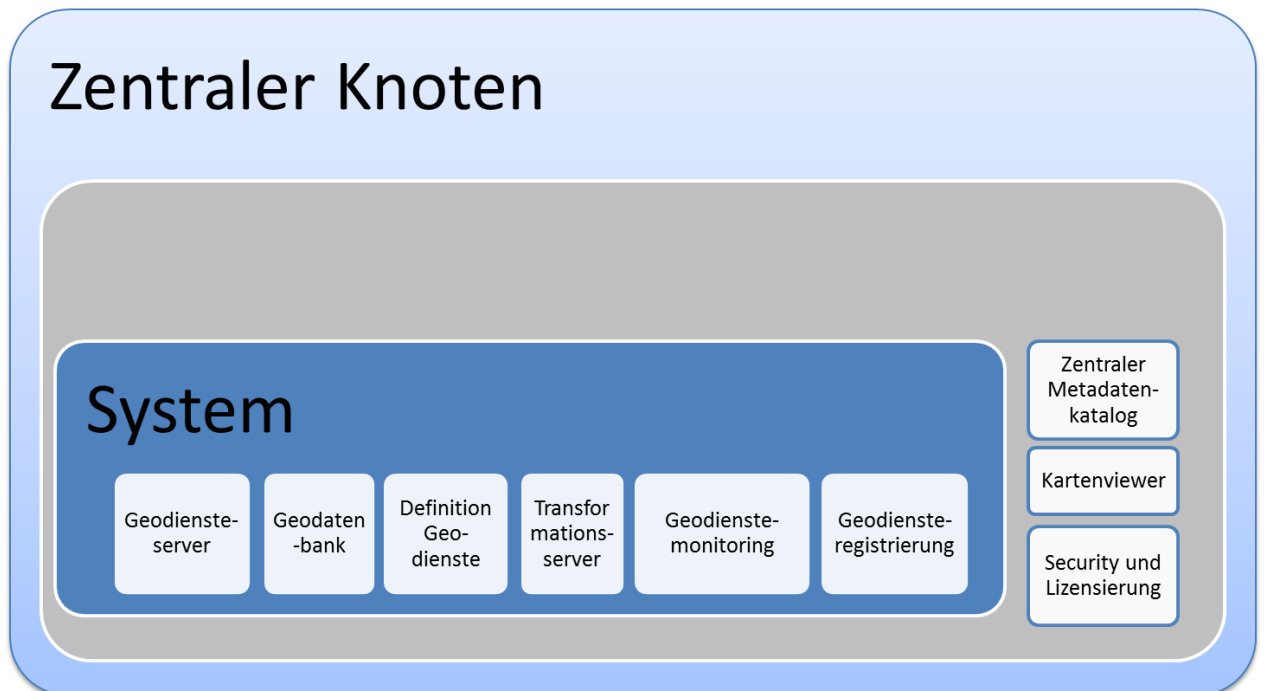 Zentraler Knoten
System
Geodienste-
server
Geodaten
-bank
Definition
Geo-
dienste
Transfor
mations-
server
Geodienste-
monitoring
Geodienste-
registrierung
Zentraler
Metadaten-
katalog
Kartenviewer
Security und
Lizensierung